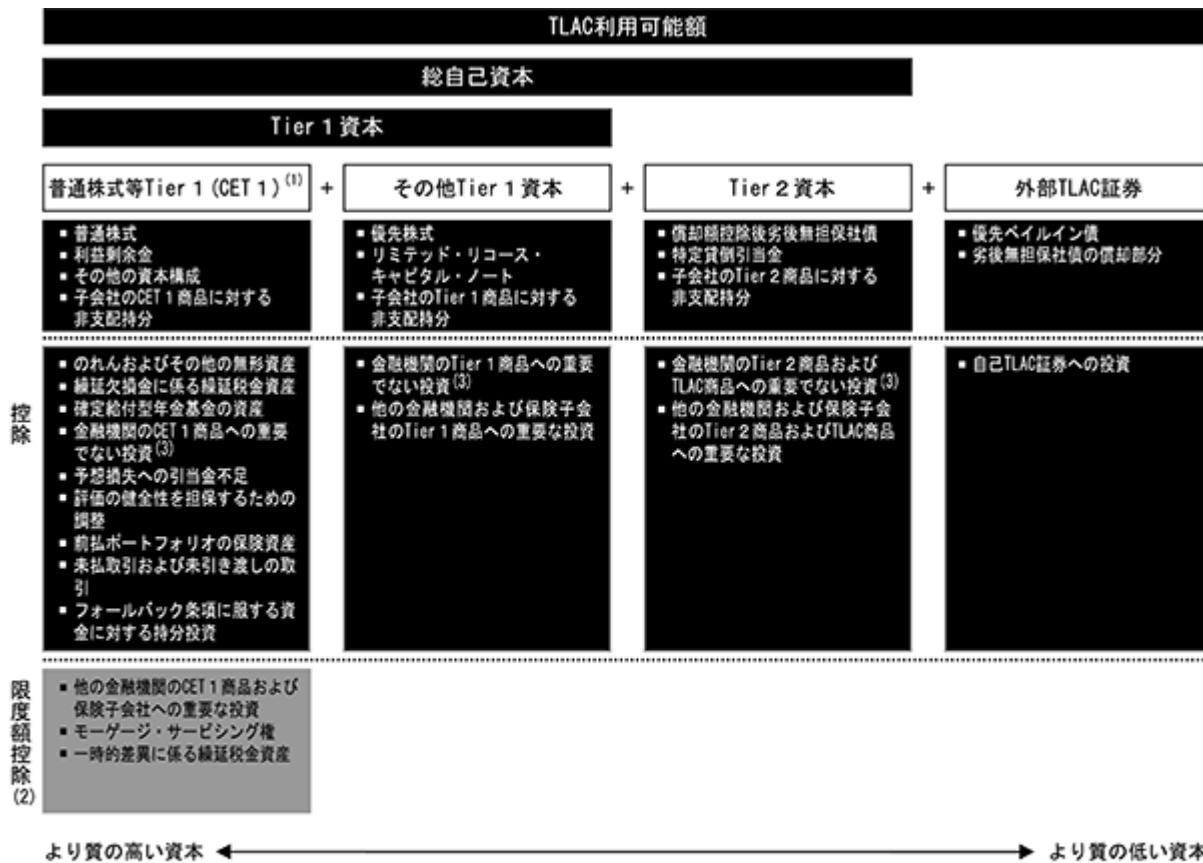 TLAC利用可能額
総自己資本
Tier 1 資本
普通株式等Tier 1 (CET 1) (1)
+
その他Tier 1 資本
+
Tier 2 資本
+
外部TLAC証券
▪ 普通株式
▪ 利益剰余金
▪ その他の資本構成
▪ 子会社のCET 1 商品に対する
非支配持分
▪ 優先株式
▪ リミテッド・リコース・
キャピタル・ノート
▪ 子会社のTier 1 商品に対する
非支配持分
▪ 償却額控除後劣後無担保社債
▪ 特定貸倒引当金
▪ 子会社のTier 2 商品に対する
非支配持分
▪ 優先ベイルイン債
▪ 劣後無担保社債の償却部分
控除
▪ のれんおよびその他の無形資産
▪ 繰延欠損金に係る繰延税金資産
▪ 確定給付型年金基金の資産
▪ 金融機関のCET 1 商品への重要
でない投資(3)
▪ 予想損失への引当金不足
▪ 評価の健全性を担保するための
調整
▪ 前払ポートフォリオの保険資産
▪ 未払取引および未引き渡しの取
引
▪ フォールバック条項に服する資
金に対する持分投資
▪ 金融機関のTier 1 商品への重要
でない投資(3)
▪ 他の金融機関および保険子会
社のTier 1 商品への重要な投資
▪ 金融機関のTier 2 商品および
TLAC商品への重要でない投資(3)
▪ 他の金融機関および保険子会
社のTier 2 商品およびTLAC商品
への重要な投資
▪ 自己TLAC証券への投資
限度額控除(2)
▪ 他の金融機関のCET 1 商品および
保険子会社への重要な投資
▪ モーゲージ・サービシング権
▪ 一時的差異に係る繰延税金資産
より質の高い資本
より質の低い資本